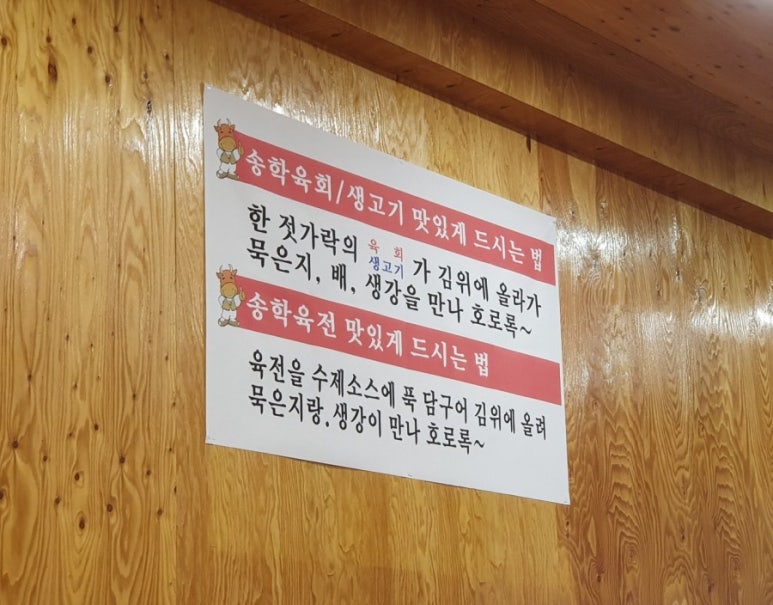 송학육회/생고기 맛있게 드시는 법
한 젓가락의 육회 생고기 가 김위에 올라가
묵은지, 배, 생강을 만나 호로록~
송학육전 맛있게 드시는 법
육전을 수제소스에 푹 담구어 김위에 올려
묵은지랑.생강이 만나 호로록~